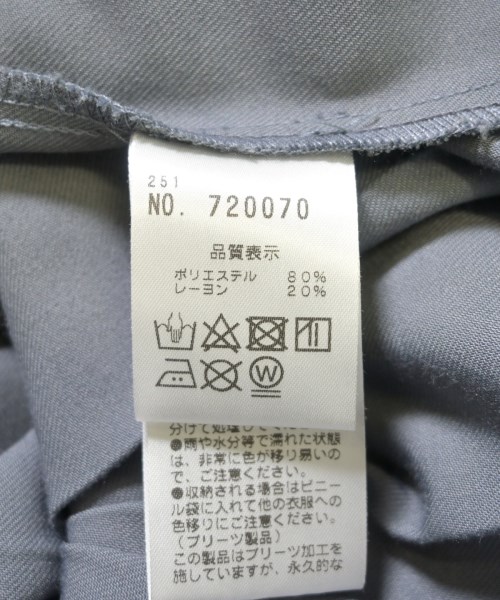 251
NO. 720070
品質表示
ポリエステル 80%
レーヨン 20%
W
分けて処理して
●雨や水分等で濡れた状態
は、非常に色が移り易いの
で、ご注意ください。
●収納される場合はビニー
ル袋に入れて他の衣服への
色移りにご注意ください。
(プリーツ製品)
この製品はプリーツ加工を
施していますが、永久的な